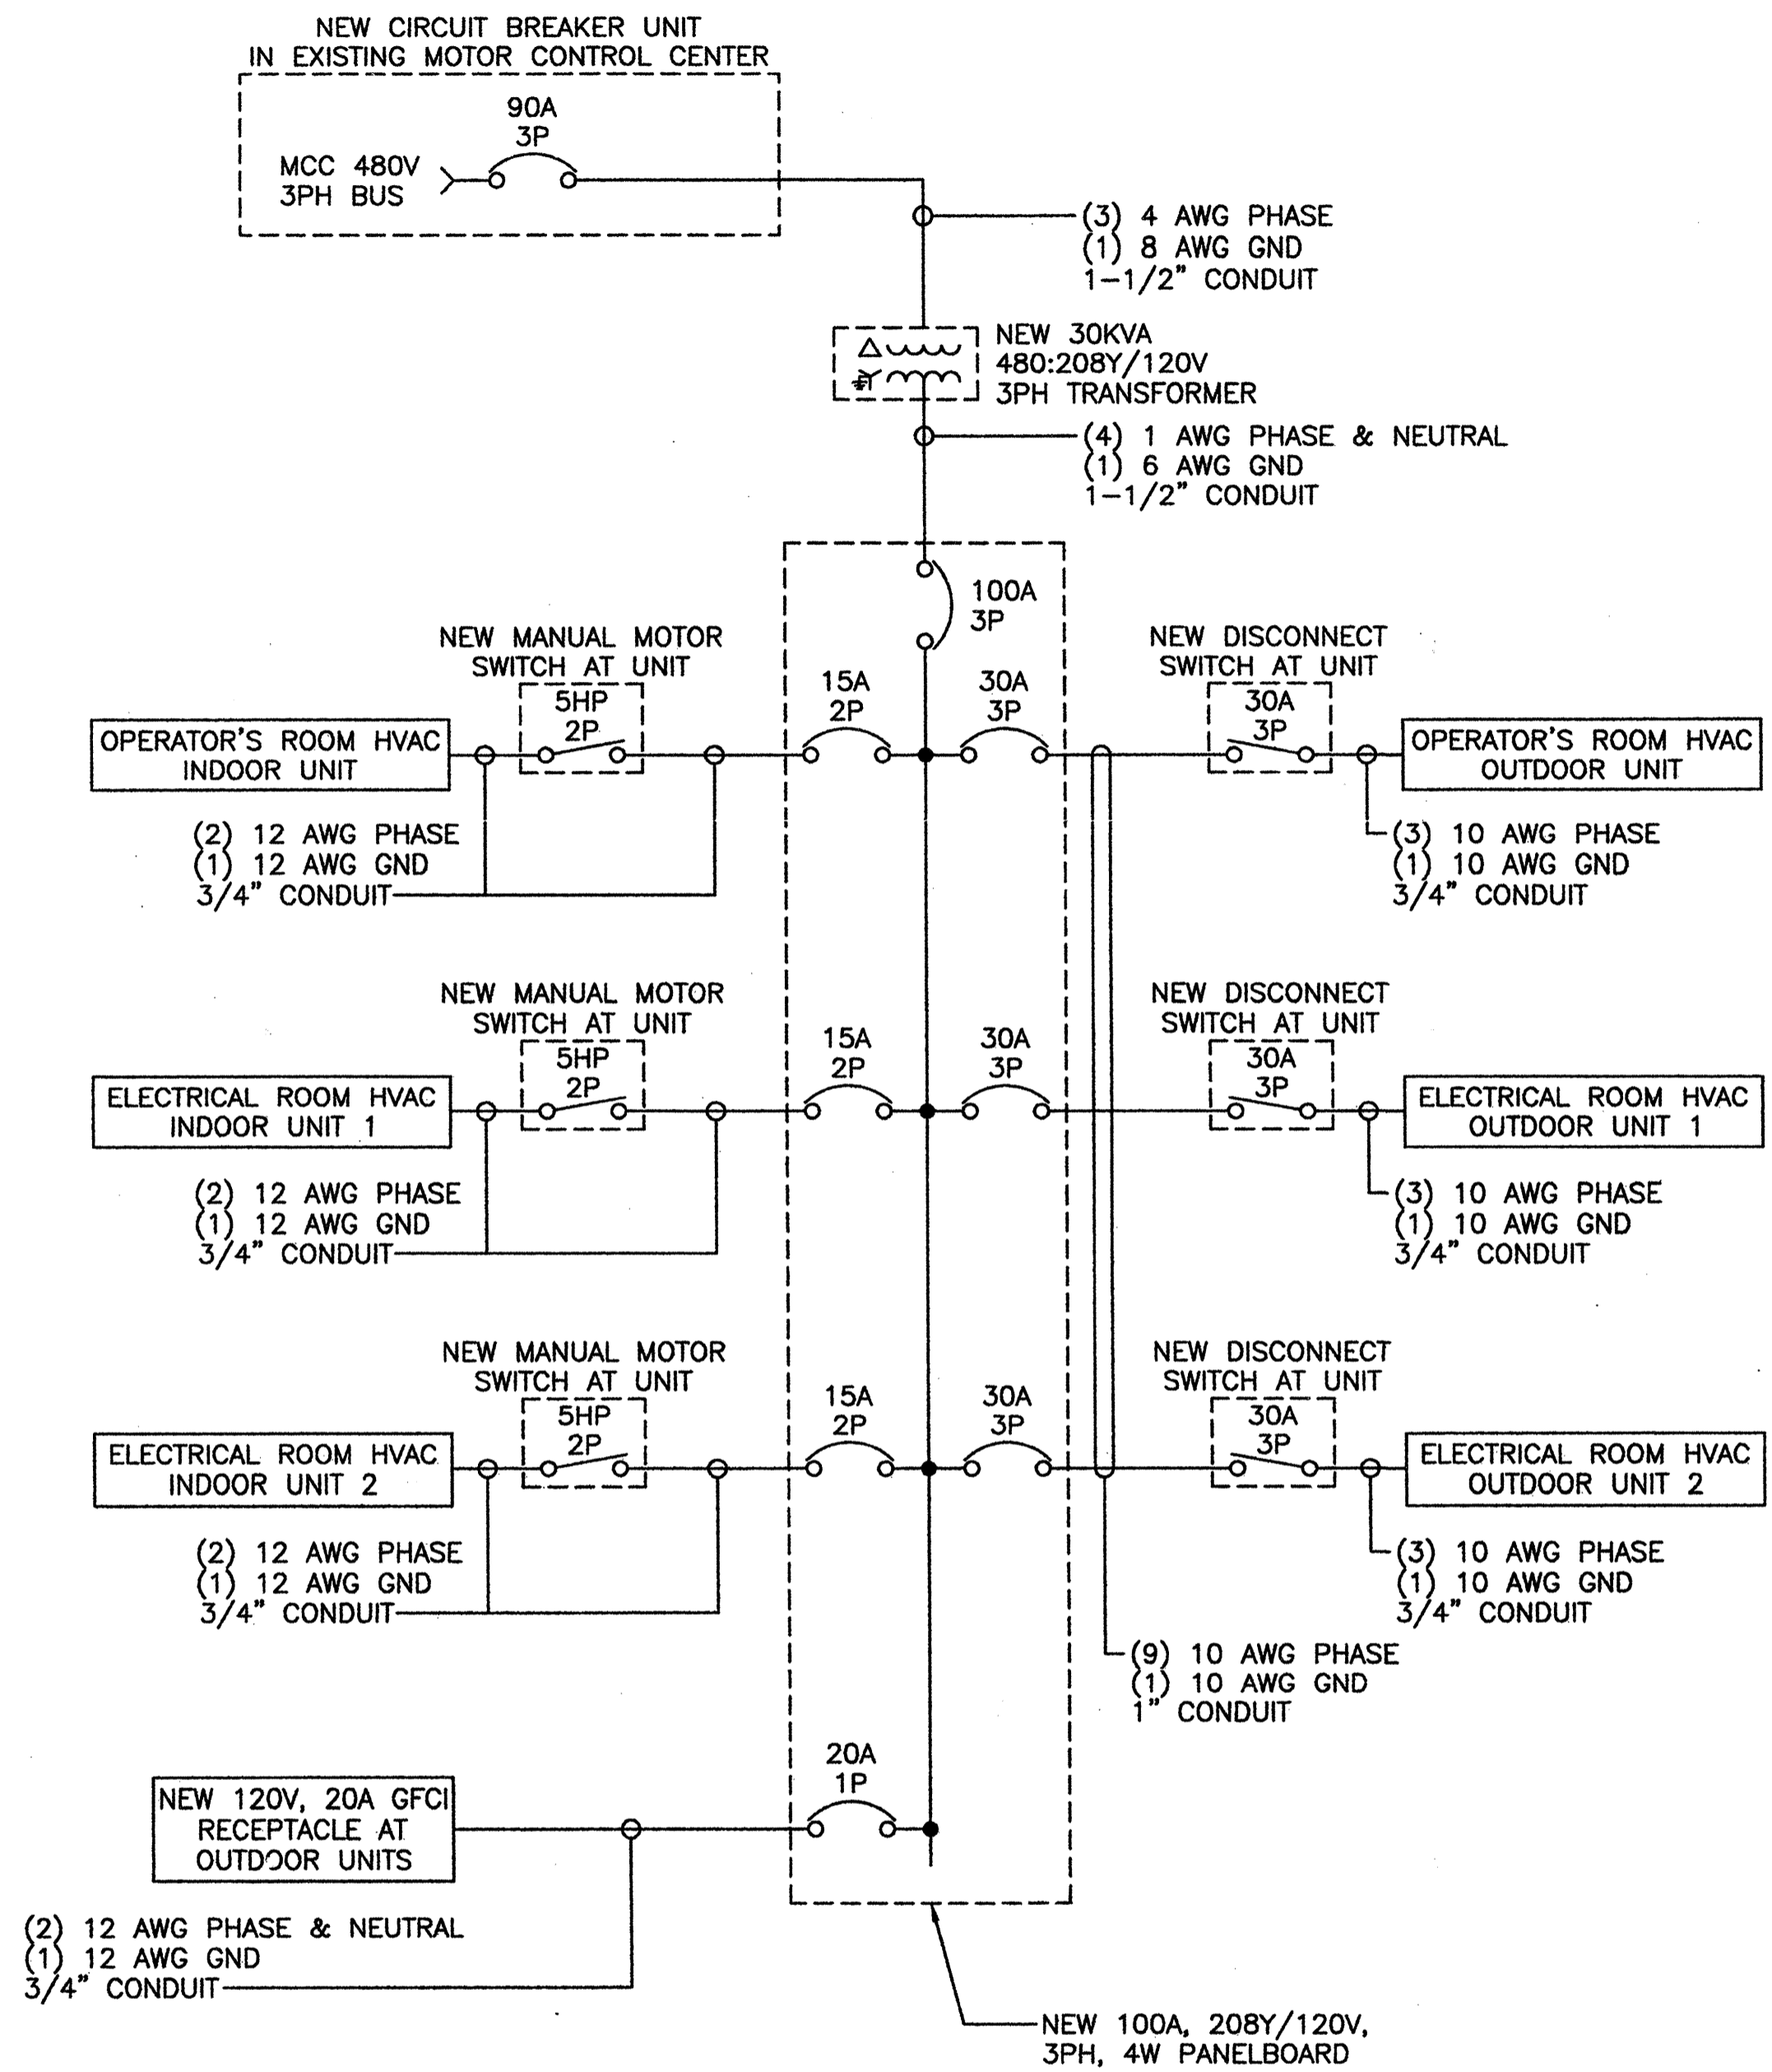 NEW CIRCUIT BREAKER UNIT
IN EXISTING MOTOR CONTROL CENTER
90A
3P
MCC 480V
3PH BUS
(3) 4 AWG PHASE
(1) 8 AWG GND
1-1/2" CONDUIT
NEW 30KVA
480:208Y/120V
3PH TRANSFORMER
(4) 1 AWG PHASE & NEUTRAL
(1) 6 AWG GND
1-1/2" CONDUIT
100A
3P
NEW MANUAL MOTOR
SWITCH AT UNIT
5HP
2P
15A
2P
30A
3P
NEW DISCONNECT
SWITCH AT UNIT
30A
3P
OPERATOR'S ROOM HVAC
INDOOR UNIT
OPERATOR'S ROOM HVAC
OUTDOOR UNIT
(2) 12 AWG PHASE
(1) 12 AWG GND
3/4" CONDUIT
(3) 10 AWG PHASE
(1) 10 AWG GND
3/4" CONDUIT
NEW MANUAL MOTOR
SWITCH AT UNIT
5HP
2P
15A
2P
30A
3P
NEW DISCONNECT
SWITCH AT UNIT
30A
3P
ELECTRICAL ROOM HVAC
INDOOR UNIT 1
ELECTRICAL ROOM HVAC
OUTDOOR UNIT 1
(2) 12 AWG PHASE
(1) 12 AWG GND
3/4" CONDUIT
(3) 10 AWG PHASE
(1) 10 AWG GND
3/4" CONDUIT
NEW MANUAL MOTOR
SWITCH AT UNIT
5HP
2P
15A
2P
30A
3P
NEW DISCONNECT
SWITCH AT UNIT
30A
3P
ELECTRICAL ROOM HVAC
INDOOR UNIT 2
ELECTRICAL ROOM HVAC
OUTDOOR UNIT 2
(2) 12 AWG PHASE
(1) 12 AWG GND
3/4" CONDUIT
(3) 10 AWG PHASE
(1) 10 AWG GND
3/4" CONDUIT
(9) 10 AWG PHASE
(1) 10 AWG GND
1" CONDUIT
20A
1P
NEW 120V, 20A GFCI
RECEPTACLE AT
OUTDOOR UNITS
(2) 12 AWG PHASE & NEUTRAL
(1) 12 AWG GND
3/4" CONDUIT
NEW 100A, 208Y/120V,
3PH, 4W PANELBOARD